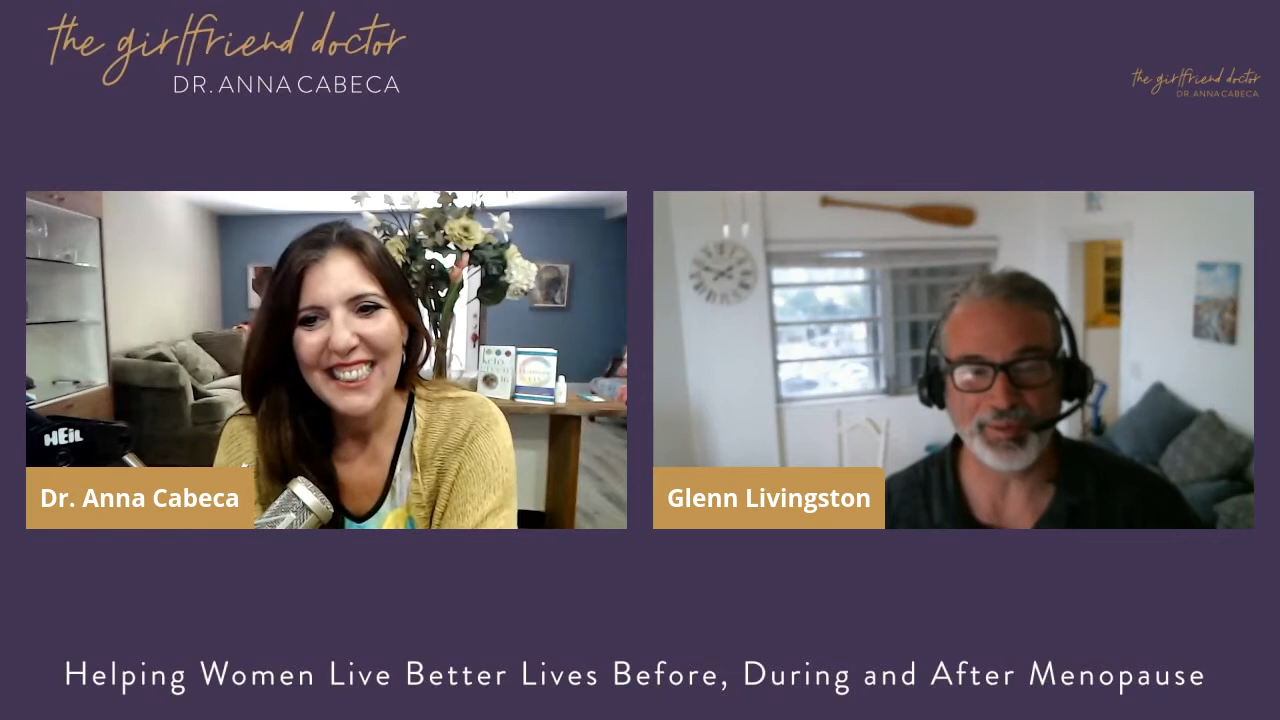 the girlfriend doctor
DR. ANNA CABECA
the girlfriend doctor
DR. ANNA CABECA
HEiL
Dr. Anna Cabeca
Glenn Livingston
Helping Women Live Better Lives Before, During and After Menopause